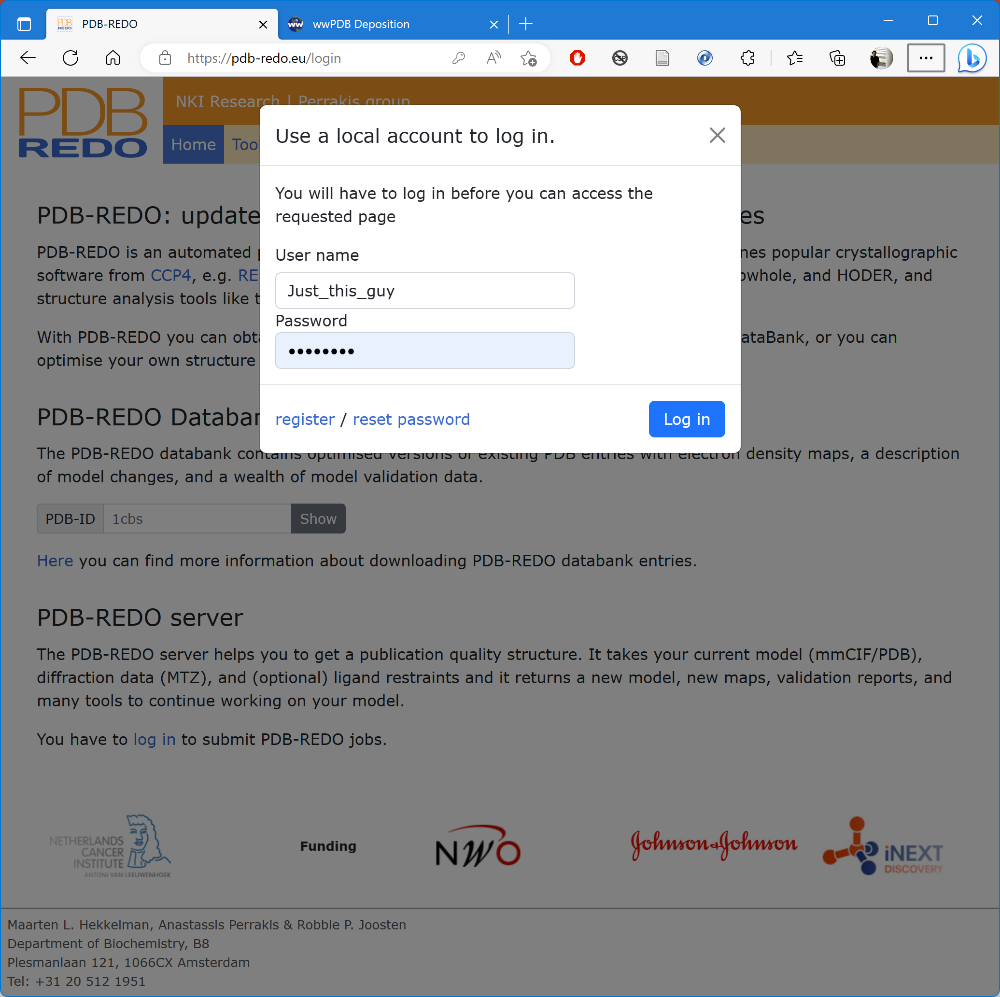 PDB-REDO
wwPDB Deposition
https://pdb-redo.eu/login
PDB
REDO
NKI Research | Perrakis group
Home Too
Use a local account to log in.
You will have to log in before you can access the
requested page
User name
Just_this_guy
Password
••••••••
register / reset password
Log in
PDB-REDO: update es
PDB-REDO is an automated nes popular crystallographic
software from CCP4, e.g. RE whole, and HODER, and
structure analysis tools like t
With PDB-REDO you can obta ataBank, or you can
optimise your own structure
PDB-REDO Databan
The PDB-REDO databank contains optimised versions of existing PDB entries with electron density maps, a description
of model changes, and a wealth of model validation data.
PDB-ID 1cbs Show
Here you can find more information about downloading PDB-REDO databank entries.
PDB-REDO server
The PDB-REDO server helps you to get a publication quality structure. It takes your current model (mmCIF/PDB),
diffraction data (MTZ), and (optional) ligand restraints and it returns a new model, new maps, validation reports, and
many tools to continue working on your model.
You have to log in to submit PDB-REDO jobs.
NETHERLANDS
CANCER
INSTITUTE
ANTONI VAN LEEUWENHOEK
Funding
NWO
Johnson & Johnson
iNEXT
DISCOVERY
Maarten L. Hekkelman, Anastassis Perrakis & Robbie P. Joosten
Department of Biochemistry, B8
Plesmanlaan 121, 1066CX Amsterdam
Tel: +31 20 512 1951